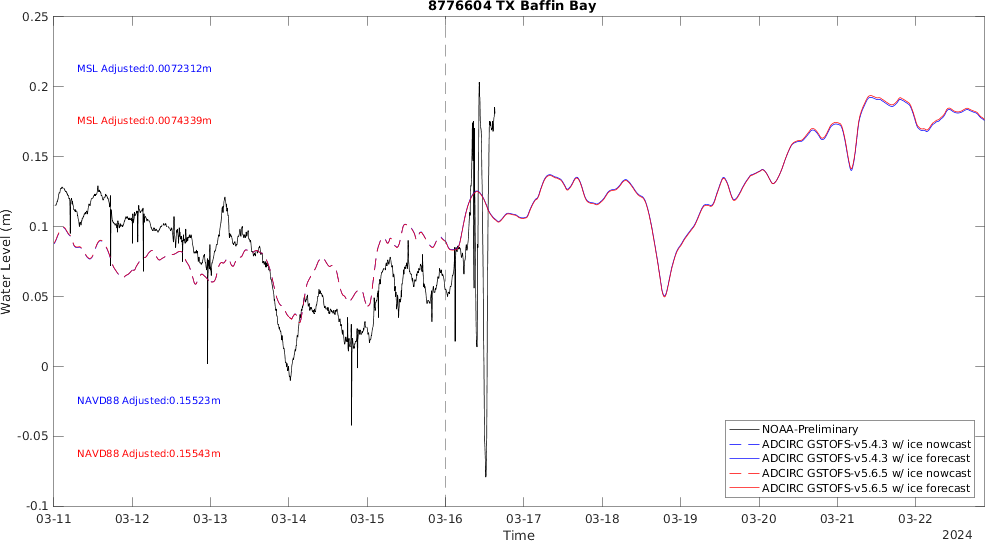 8776604 TX Baffin Bay
0.25
0.2
0.15
0.1
0.05
0
-0.05
-0.1
Water Level (m)
MSL Adjusted:0.0072312m
MSL Adjusted:0.0074339m
NAVD88 Adjusted:0.15523m
NAVD88 Adjusted:0.15543m
NOAA-Preliminary
ADCIRC GSTOFS-v5.4.3 w/ ice nowcast
ADCIRC GSTOFS-v5.4.3 w/ ice forecast
ADCIRC GSTOFS-v5.6.5 w/ ice nowcast
ADCIRC GSTOFS-v5.6.5 w/ ice forecast
03-11 03-12 03-13 03-14 03-15 03-16 03-17 03-18 03-19 03-20 03-21 03-22
Time
2024